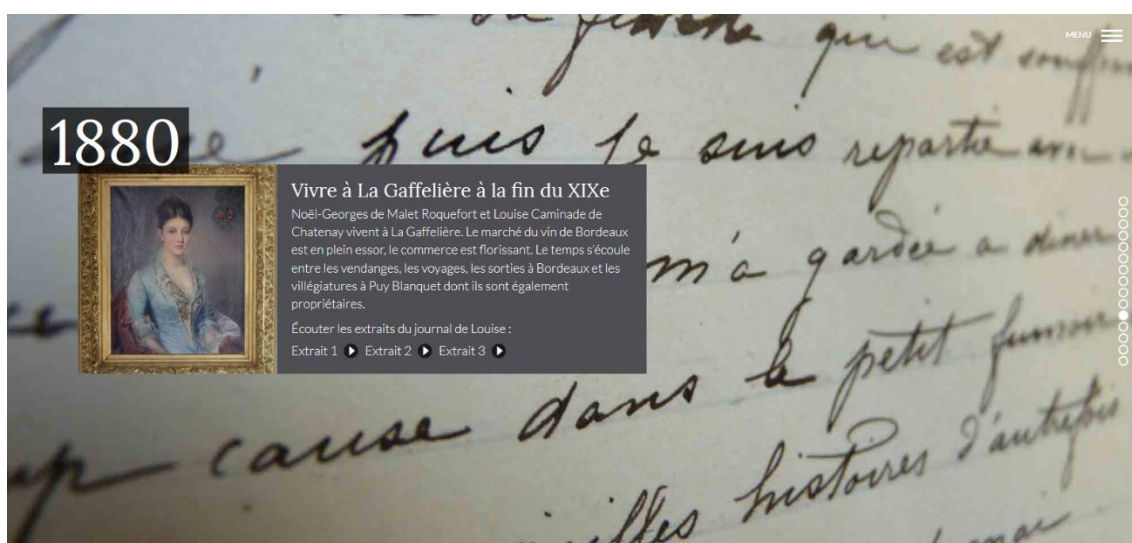 MENU
1880
Vivre à La Gaffelière à la fin du XIXe
Noël-Georges de Malet Roquefort et Louise Caminade de
Chatenay vivent à La Gaffelière. Le marché du vin de Bordeaux
est en plein essor, le commerce est florissant. Le temps s'écoule
entre les vendanges, les voyages, les sorties à Bordeaux et les
villégiatures à Puy Blanquet dont ils sont également
propriétaires.
Écouter les extraits du journal de Louise :
Extrait 1 Extrait 2 Extrait 3
qui est
puis je suis repartie
m'a gardée a diner
cause dans le petit fumoir
histoires d'autrefois